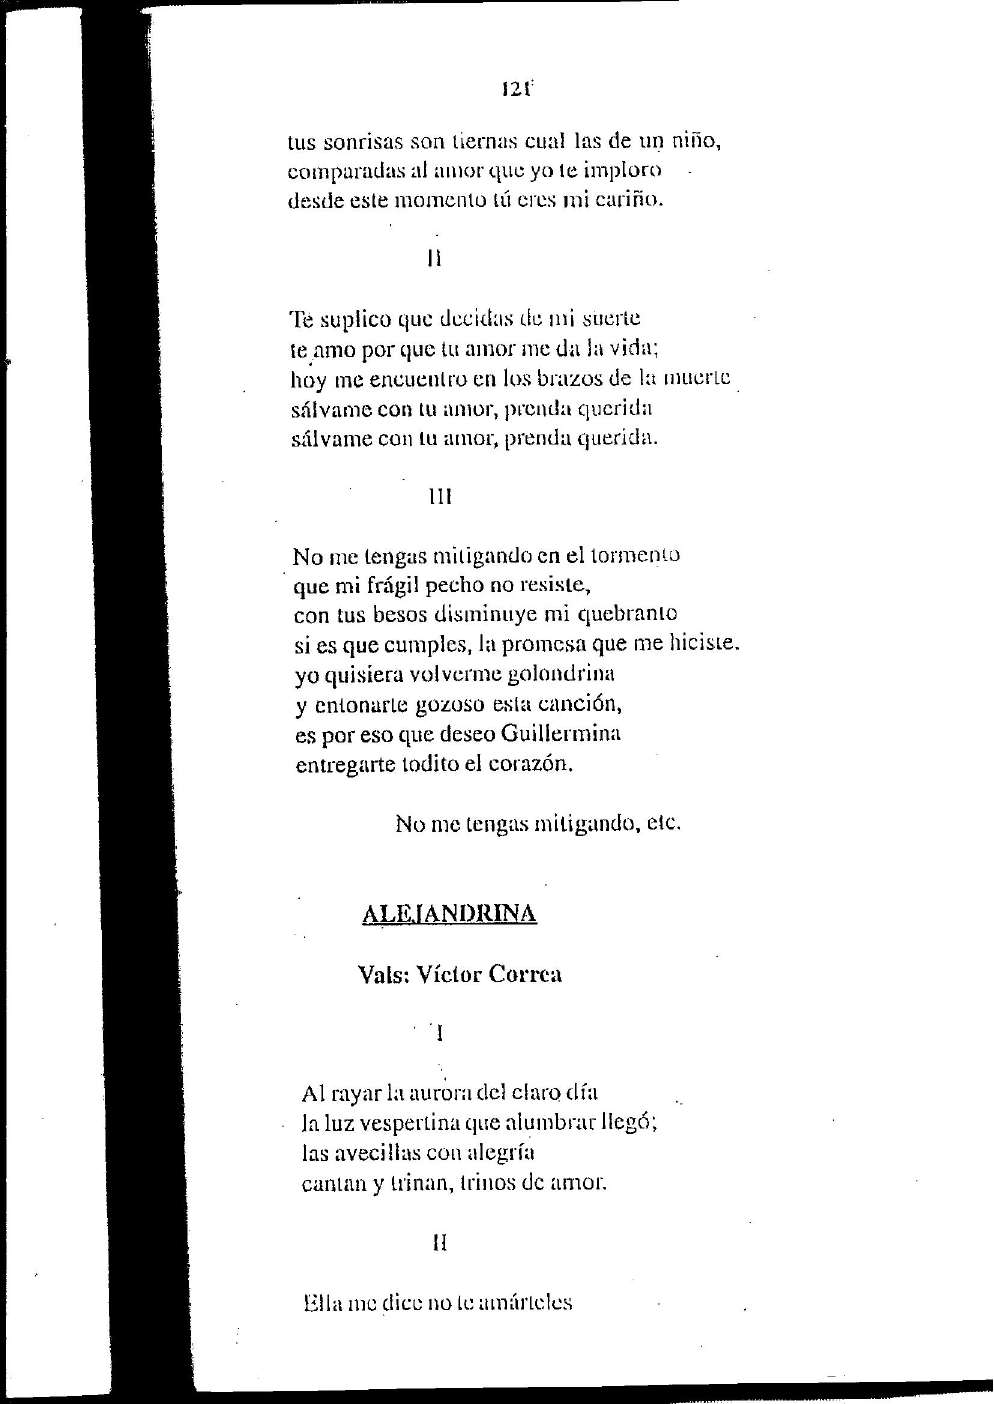 121
tus sonrisas son tiernas cual las de un niño,
comparadas al amor que yo te imploro
desde este momento tú eres mi cariño.
II
Te suplico que decidas de mi suerte
te amo por que tu amor me da la vida;
hoy me encuentro en los brazos de la muerte
sálvame con tu amor, prenda querida
sálvame con tu amor, prenda querida.
III
No me tengas mitigando en el tormento
que mi frágil pecho no resiste,
con tus besos disminuye mi quebranto
si es que cumples, la promesa que me hiciste.
yo quisiera volverme golondrina
y entonarte gozoso esta canción,
es por eso que deseo Guillermina
entregarte todito el corazón.
No me tengas mitigando, etc.
ALEJANDRINA
Vals: Víctor Correa
I
Al rayar la aurora del claro día
la luz vespertina que alumbrar llegó;
las avecillas con alegría
cantan y trinan, trinos de amor.
II
Ella me dice no te amárteles